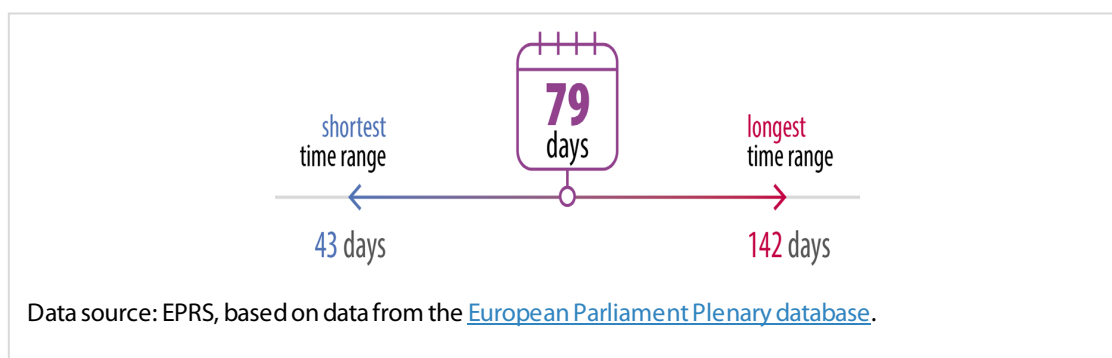 79
days
shortest
time range
longest
time range
43 days
142 days
Data source: EPRS, based on data from the European Parliament Plenary database.